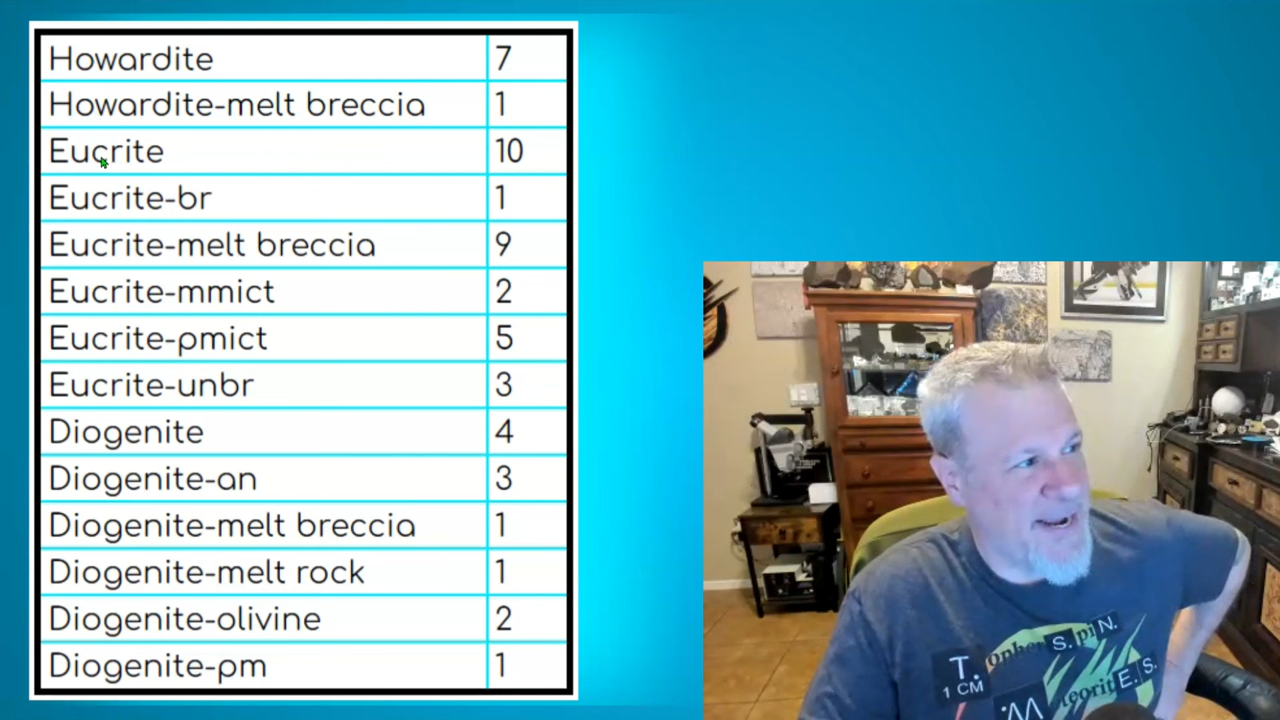 Howardite 7
Howardite-melt breccia 1
Eucrite 10
Eucrite-br 1
Eucrite-melt breccia 9
Eucrite-mmict 2
Eucrite-pmict 5
Eucrite-unbr 3
Diogenite 4
Diogenite-an 3
Diogenite-melt breccia 1
Diogenite-melt rock 1
Diogenite-olivine 2
Diogenite-pm 1
S. N.
T.
1 CM
E. S.